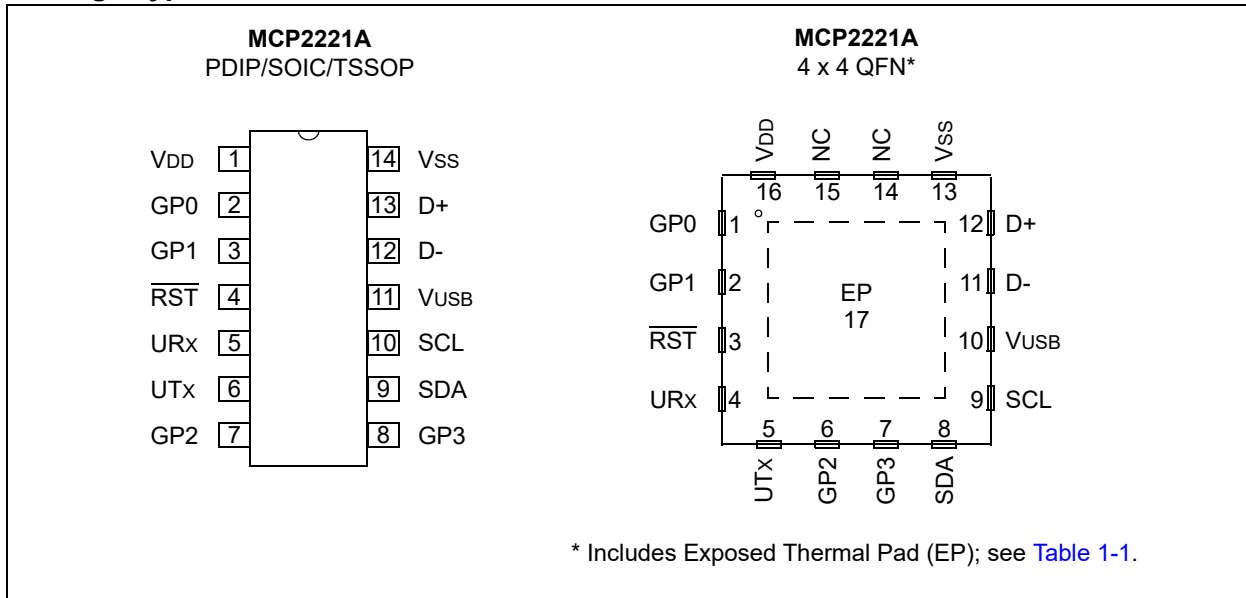 MCP2221A
PDIP/SOIC/TSSOP
VDD 1
14 VSS
GP0 2
13 D+
GP1 3
12 D-
RST 4
11 VUSB
URx 5
10 SCL
UTx 6
9 SDA
GP2 7
8 GP3
MCP2221A
4 x 4 QFN*
VDD NC NC VSS
16 15 14 13
GP0 1
12 D+
GP1 2
11 D-
RST 3
10 VUSB
URx 4
9 SCL
EP
17
5 6 7 8
UTx GP2 GP3 SDA
* Includes Exposed Thermal Pad (EP); see Table 1-1.